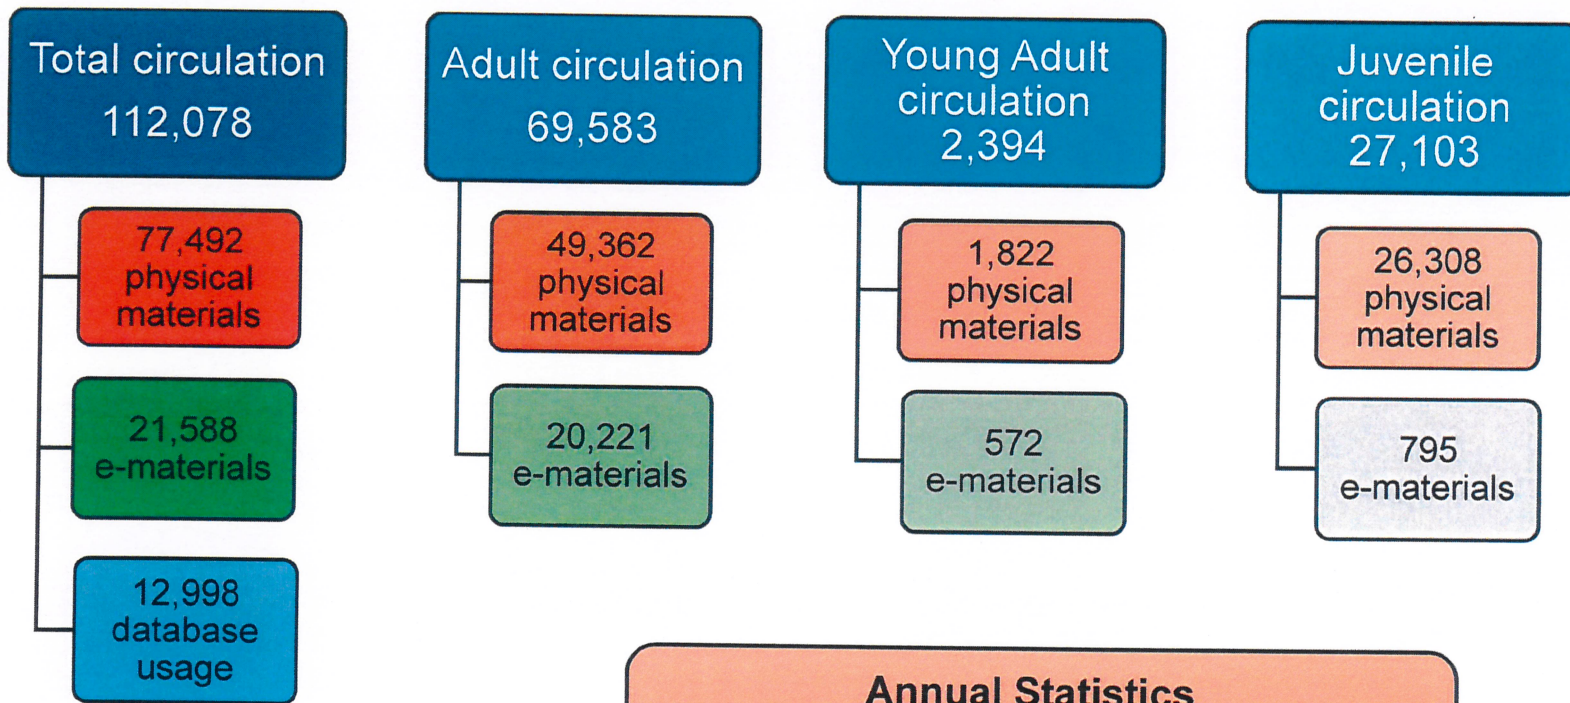 Total circulation
112,078
77,492
physical
materials
21,588
e-materials
12,998
database
usage
Adult circulation
69,583
49,362
physical
materials
20,221
e-materials
Young Adult
circulation
2,394
1,822
physical
materials
572
e-materials
Juvenile
circulation
27,103
26,308
physical
materials
795
e-materials
Annual Statistics